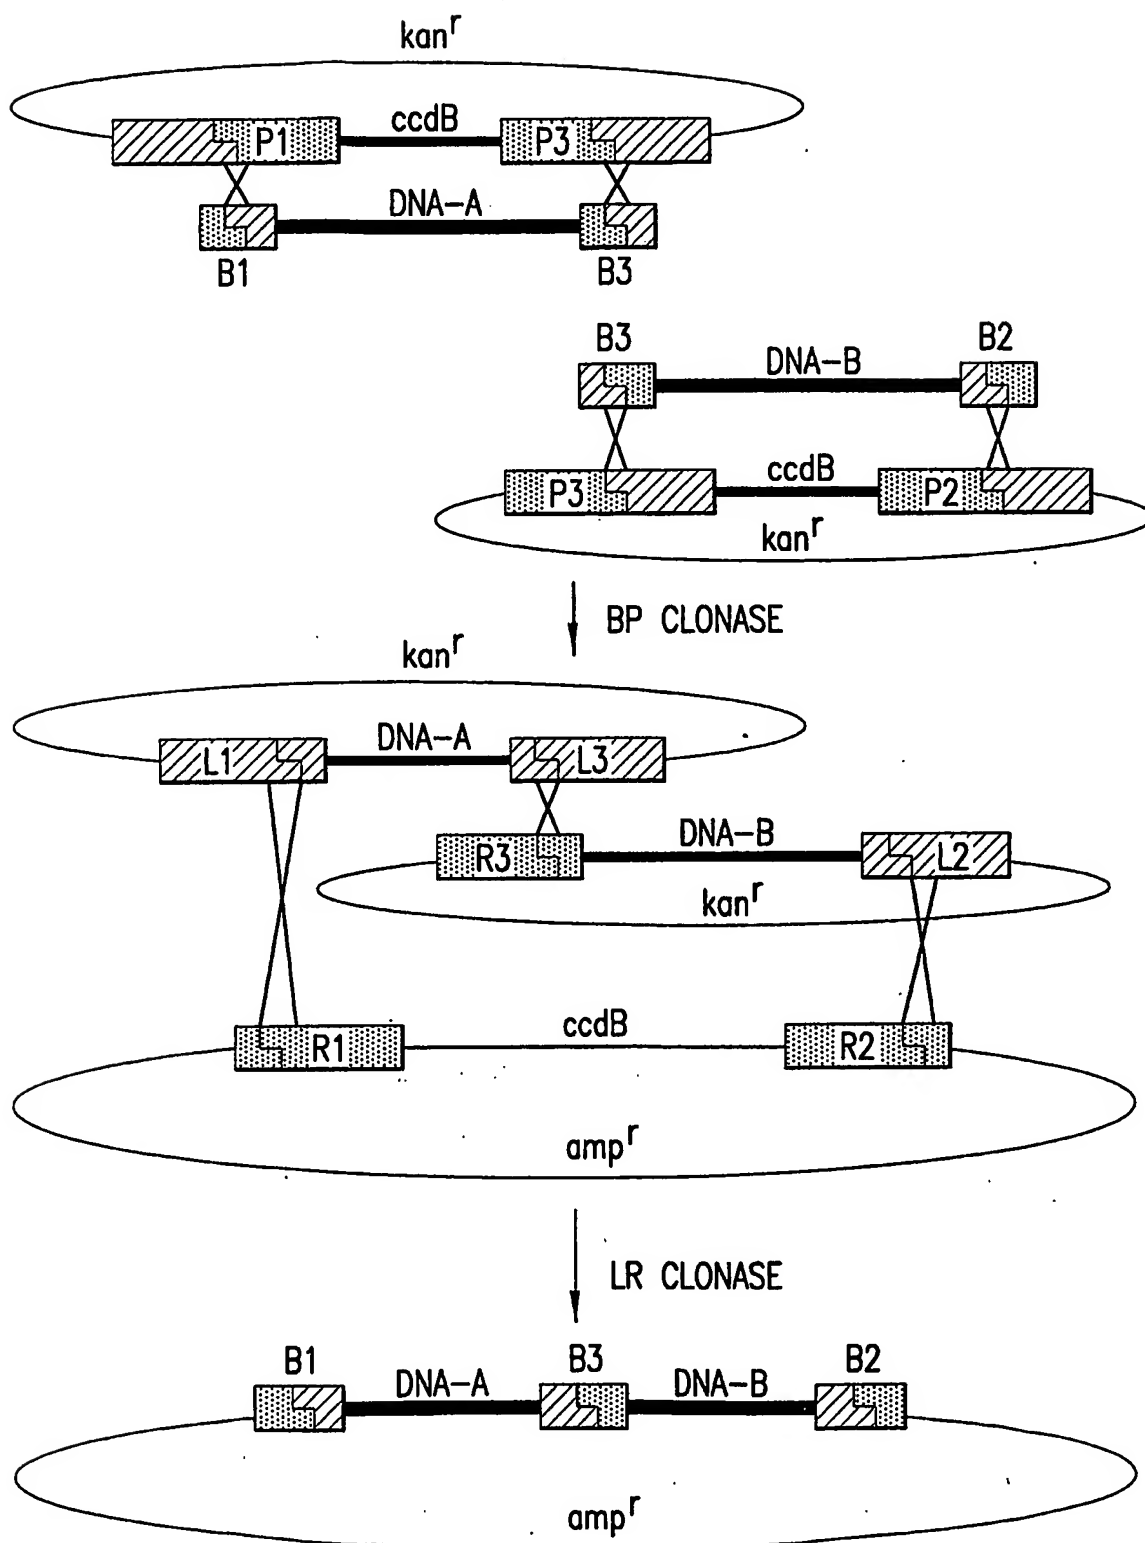 kanʳ
P1 ccdB P3
DNA-A
B1 B3
B3 DNA-B B2
P3 ccdB P2
kanʳ
BP CLONASE
kanʳ
L1 DNA-A L3
R3 DNA-B L2
kanʳ
R1 ccdB R2
ampʳ
LR CLONASE
B1 DNA-A B3 DNA-B B2
ampʳ